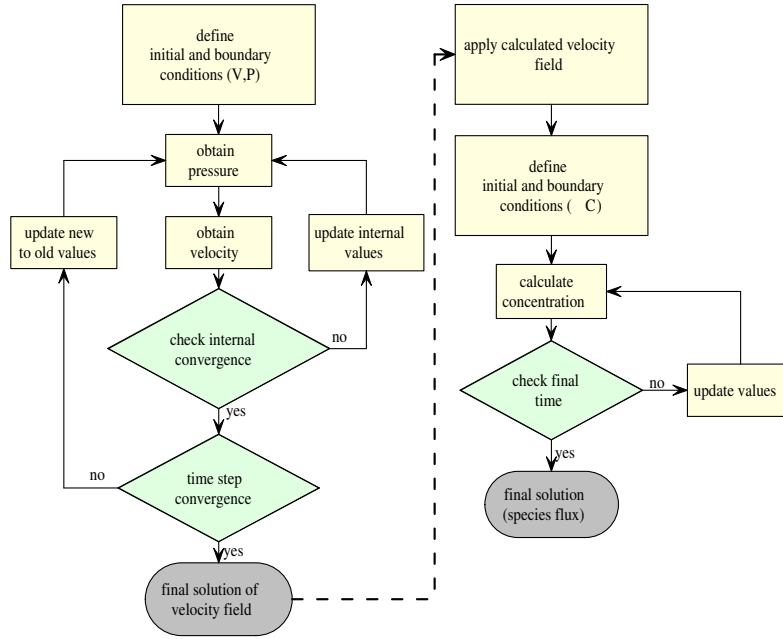 define
initial and boundary
conditions (V,P)
obtain
pressure
update new
to old values
obtain
velocity
update internal
values
check internal
convergence
no
yes
no
time step
convergence
yes
final solution of
velocity field
apply calculated velocity
field
define
initial and boundary
conditions ( C)
calculate
concentration
check final
time
no
update values
yes
final solution
(species flux)